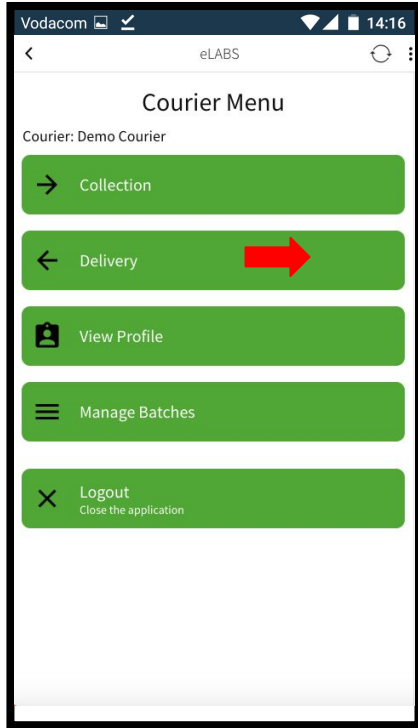 Vodacom 14:16
eLABS
Courier Menu
Courier: Demo Courier
Collection
Delivery
View Profile
Manage Batches
Logout
Close the application